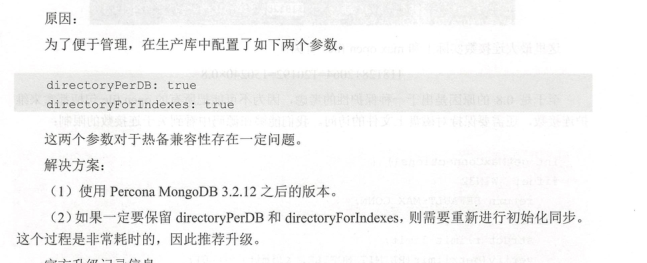 原因：
为了便于管理，在生产库中配置了如下两个参数。
directoryPerDB: true
directoryForIndexes: true
这两个参数对于热备兼容性存在一定问题。
解决方案：
（1）使用 Percona MongoDB 3.2.12 之后的版本。
（2）如果一定要保留 directoryPerDB 和 directoryForIndexes，则需要重新进行初始化同步。
这个过程是非常耗时的，因此推荐升级。